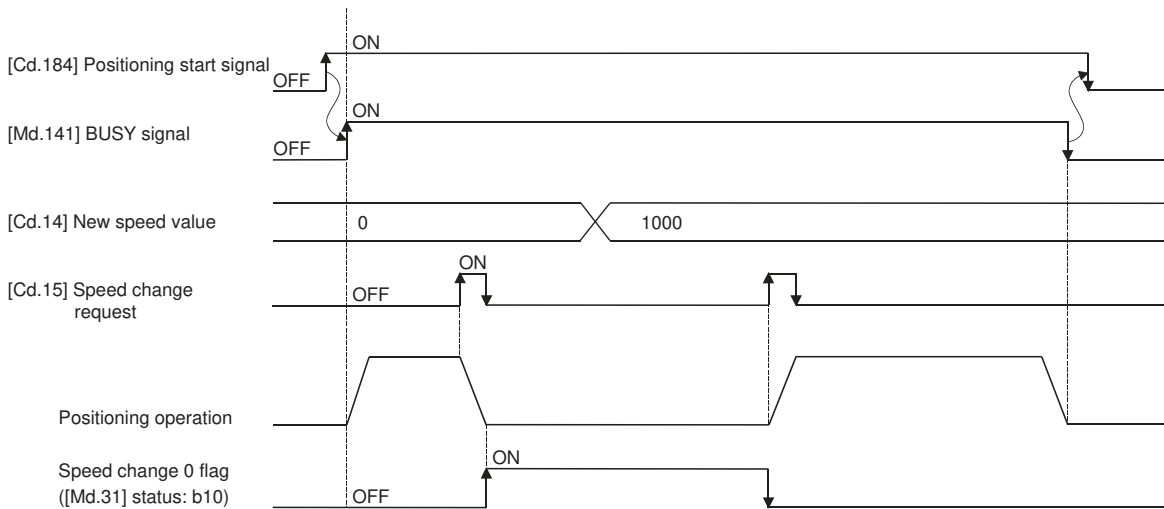 ON
[Cd.184] Positioning start signal
OFF
ON
[Md.141] BUSY signal
OFF
[Cd.14] New speed value
0
1000
ON
[Cd.15] Speed change
request
OFF
Positioning operation
Speed change 0 flag
ON
([Md.31] status: b10)
OFF